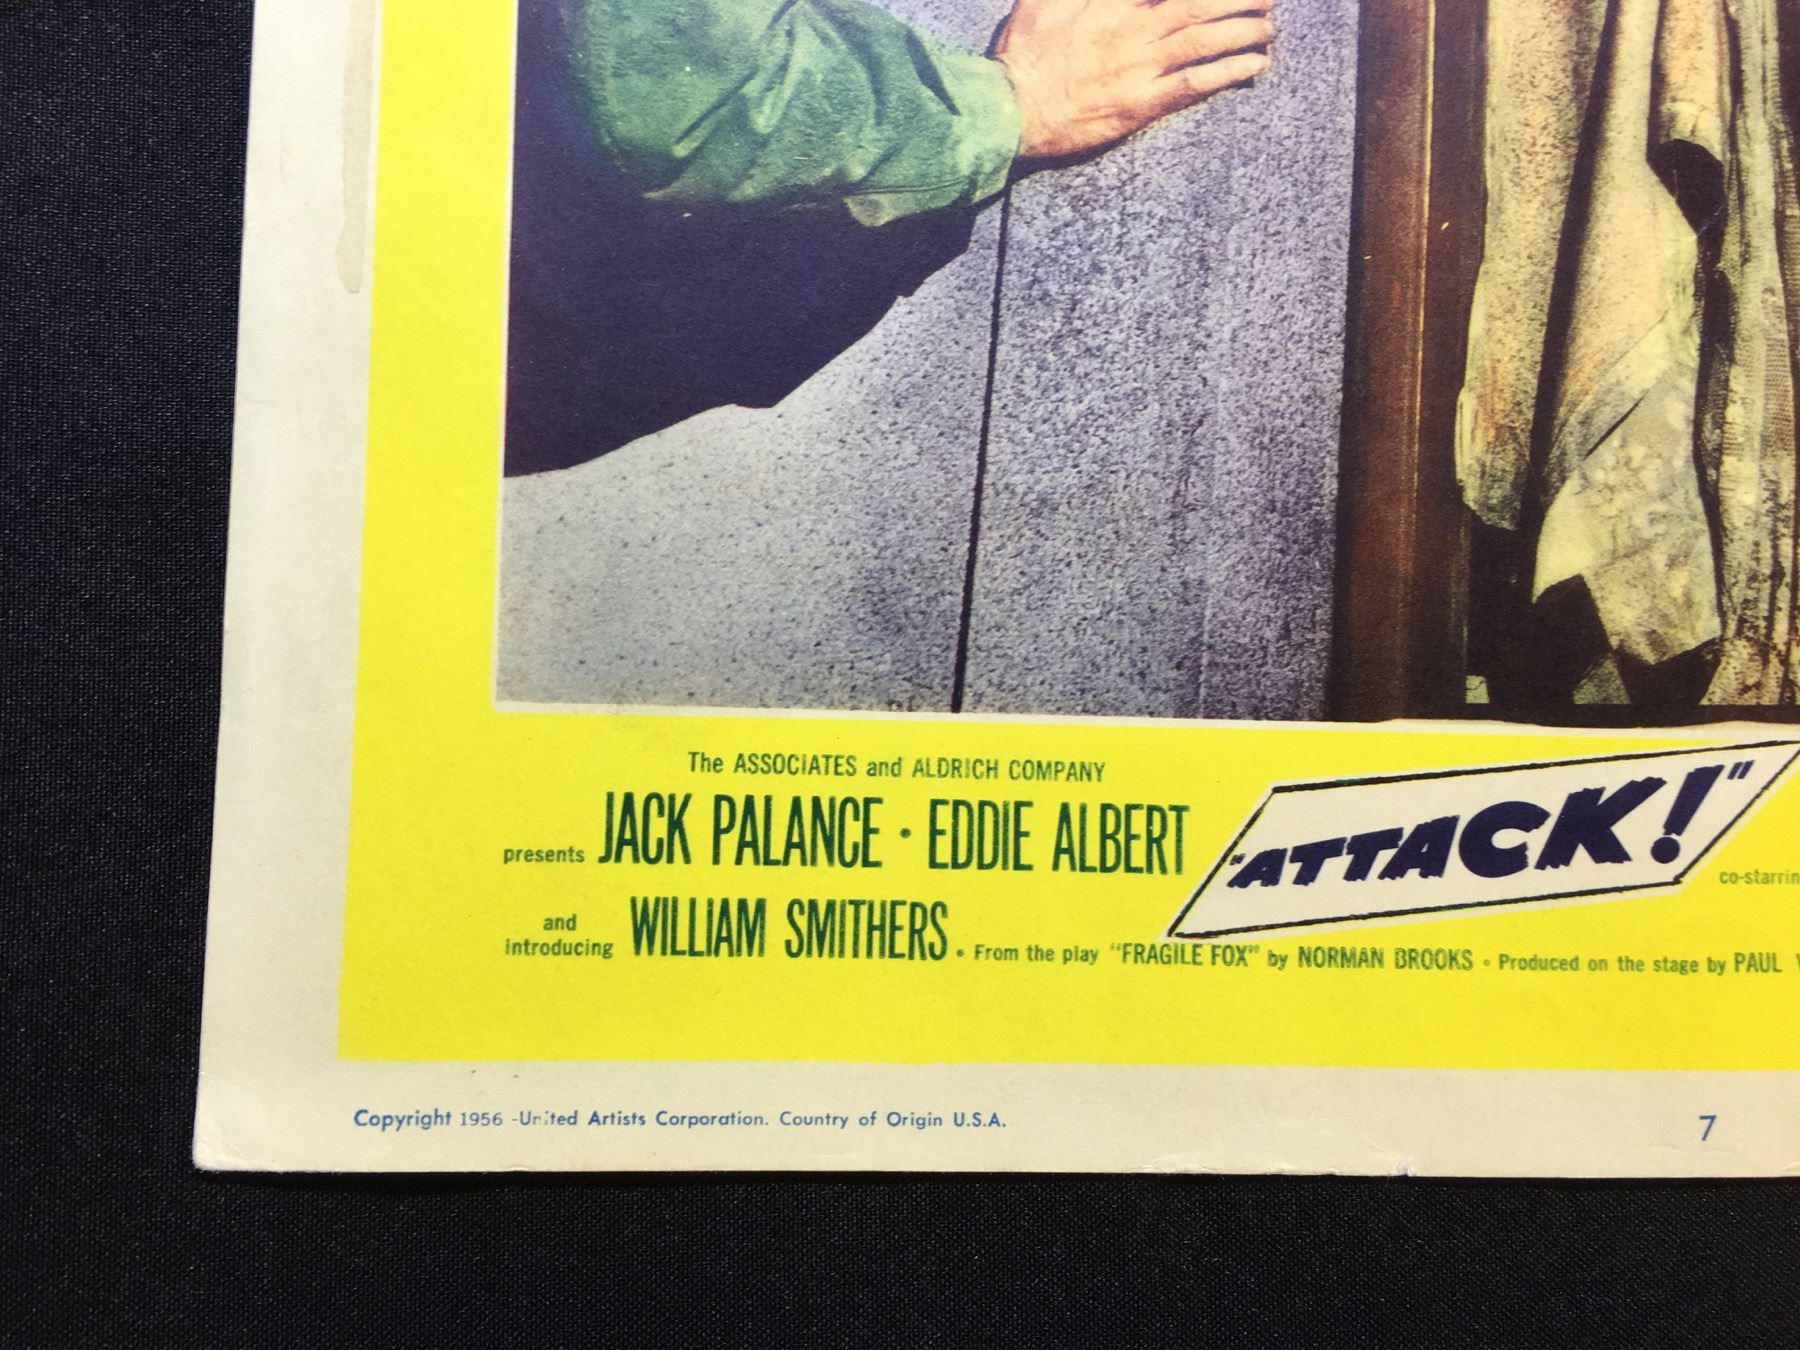 The ASSOCIATES and ALDRICH COMPANY
presents JACK PALANCE · EDDIE ALBERT "ATTACK!" co-starrin
and
introducing WILLIAM SMITHERS · From the play "FRAGILE FOX" by NORMAN BROOKS · Produced on the stage by PAUL
Copyright 1956 - United Artists Corporation. Country of Origin U.S.A. 7